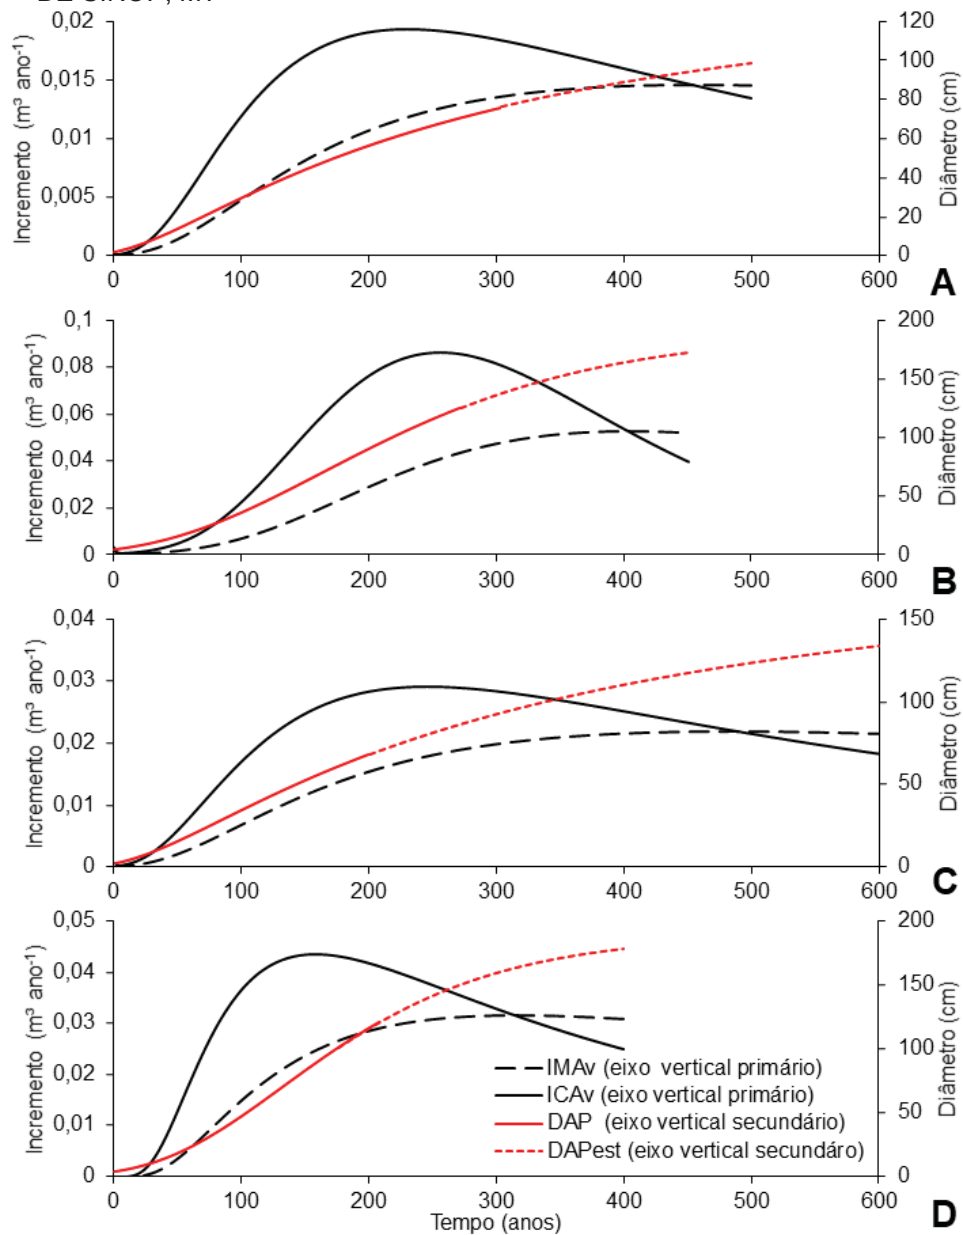 0,02
0,015
0,01
0,005
0
Incremento (m³ ano-1)
120
100
80
60
40
20
0
Diâmetro (cm)
0 100 200 300 400 500 600
A
0,1
0,08
0,06
0,04
0,02
0
Incremento (m³ ano-1)
200
150
100
50
0
Diâmetro (cm)
0 100 200 300 400 500 600
B
0,04
0,03
0,02
0,01
0
Incremento (m³ ano-1)
150
100
50
0
Diâmetro (cm)
0 100 200 300 400 500 600
C
0,05
0,04
0,03
0,02
0,01
0
Incremento (m³ ano-1)
200
150
100
50
0
Diâmetro (cm)
IMAv (eixo vertical primário)
ICAv (eixo vertical primário)
DAP (eixo vertical secundário)
DAPest (eixo vertical secundáro)
0 100 200 300 400 500 600
Tempo (anos)
D